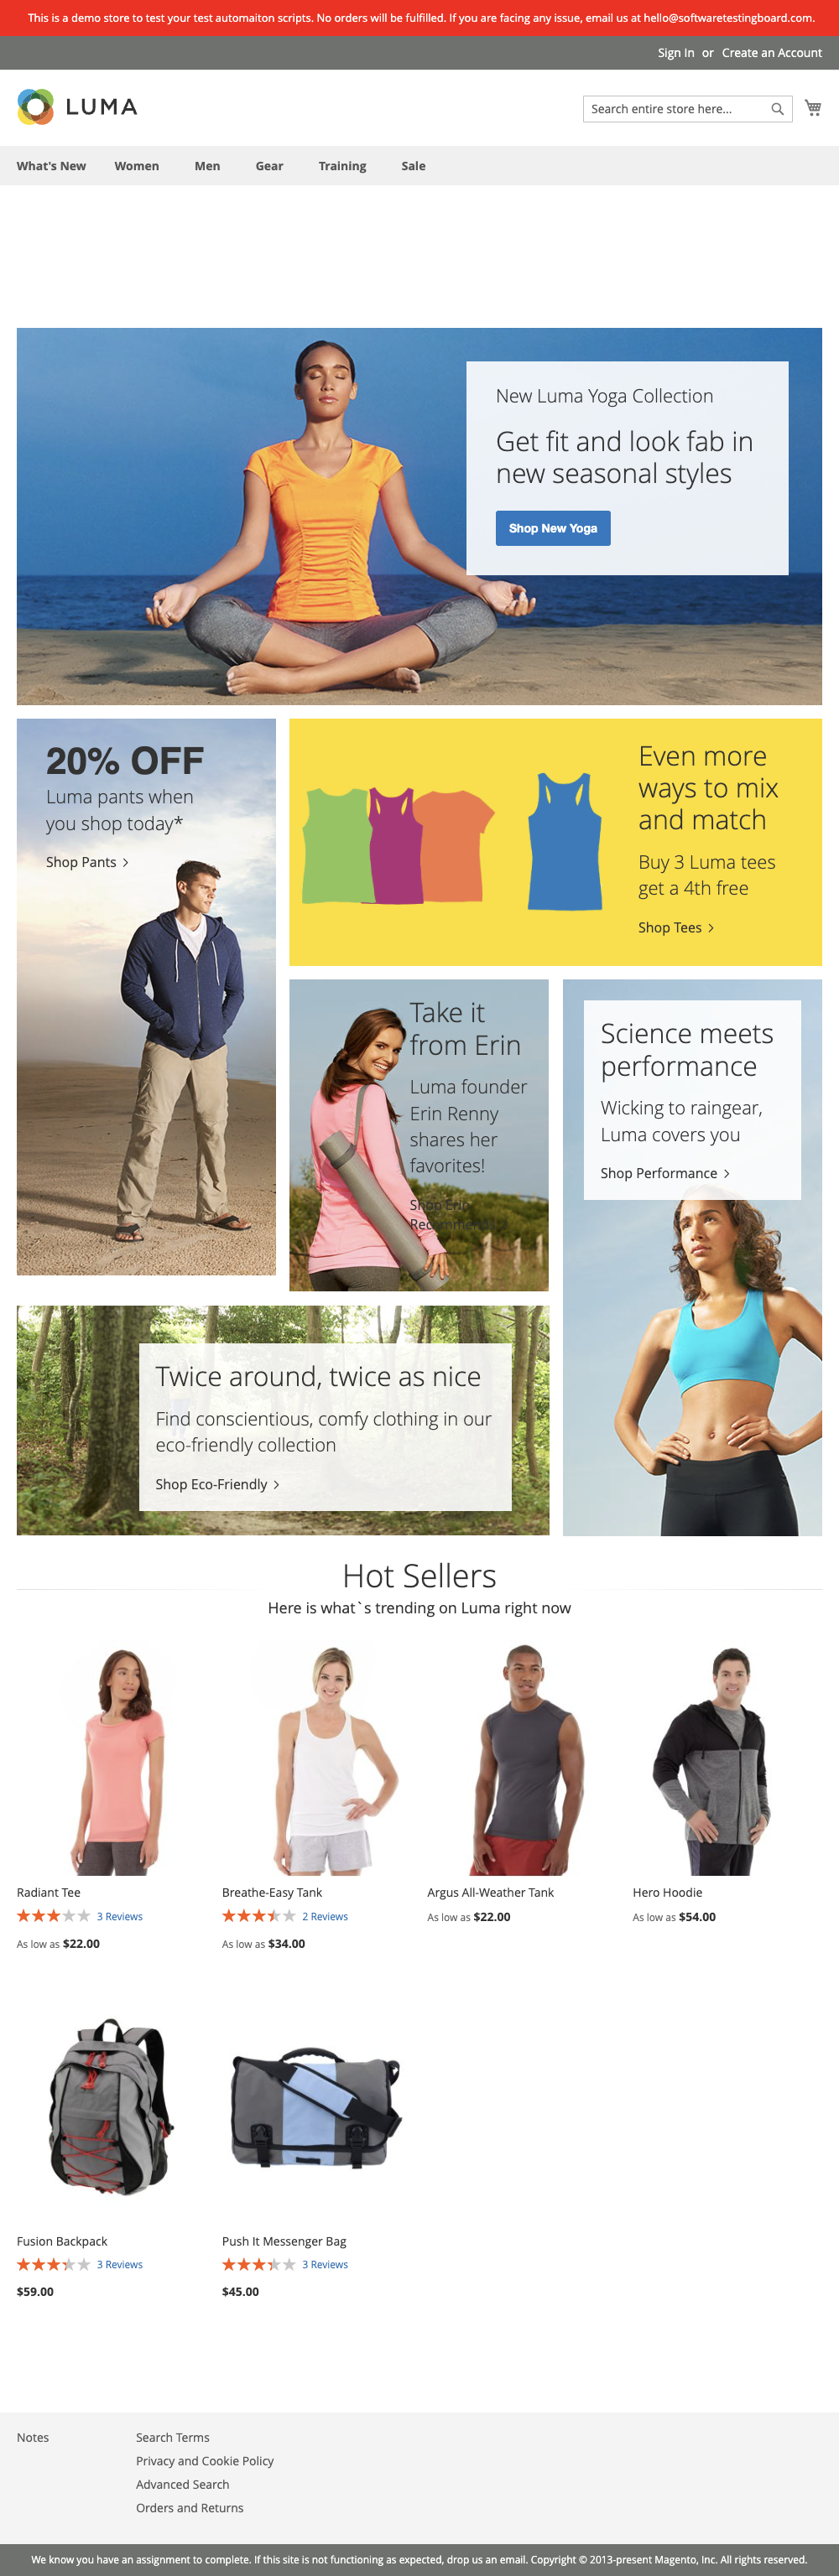 This is a demo store to test your test automaiton scripts. No orders will be fulfilled. If you are facing any issue, email us at hello@softwaretestingboard.com.
Sign In or Create an Account
LUMA
Search entire store here...
What's New Women Men Gear Training Sale
New Luma Yoga Collection
Get fit and look fab in
new seasonal styles
Shop New Yoga
20% OFF
Luma pants when
you shop today*
Shop Pants
Even more
ways to mix
and match
Buy 3 Luma tees
get a 4th free
Shop Tees
Take it
from Erin
Luma founder
Erin Renny
shares her
favorites!
Shop Erin
Science meets
performance
Wicking to raingear,
Luma covers you
Shop Performance
Twice around, twice as nice
Find conscientious, comfy clothing in our
eco-friendly collection
Shop Eco-Friendly
Hot Sellers
Here is what`s trending on Luma right now
Radiant Tee
3 Reviews
As low as $22.00
Breathe-Easy Tank
2 Reviews
As low as $34.00
Argus All-Weather Tank
As low as $22.00
Hero Hoodie
As low as $54.00
Fusion Backpack
3 Reviews
$59.00
Push It Messenger Bag
3 Reviews
$45.00
Notes
Search Terms
Privacy and Cookie Policy
Advanced Search
Orders and Returns
We know you have an assignment to complete. If this site is not functioning as expected, drop us an email. Copyright © 2013-present Magento, Inc. All rights reserved.